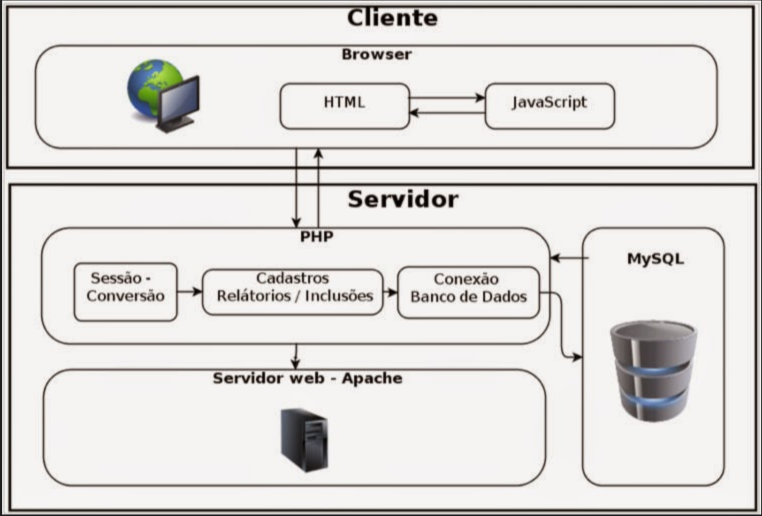 Cliente
Browser
HTML
JavaScript
Servidor
PHP
MySQL
Sessão -
Conversão
Cadastros
Relátorios / Inclusões
Conexão
Banco de Dados
Servidor web - Apache